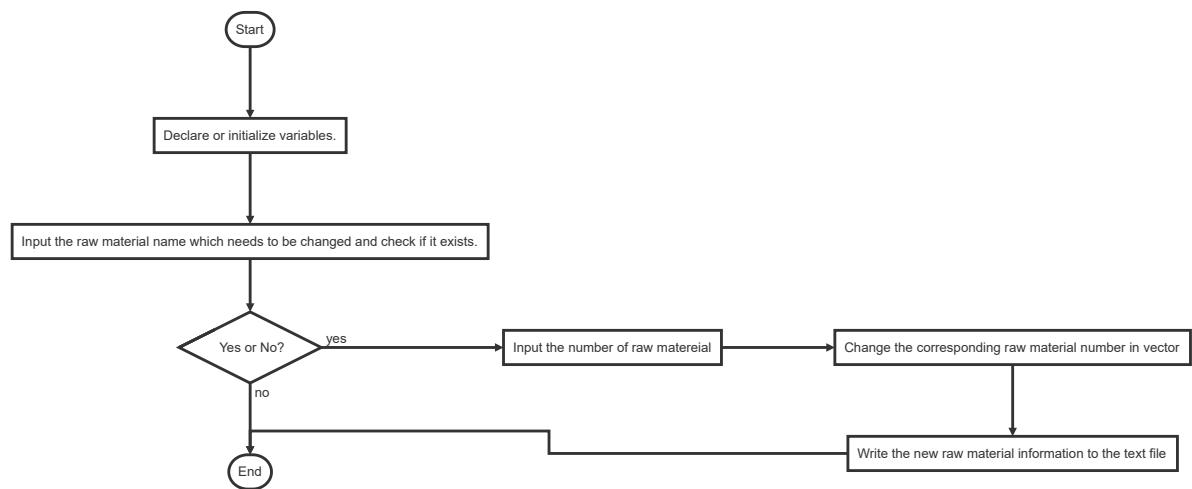 Start
Declare or initialize variables.
Input the raw material name which needs to be changed and check if it exists.
Yes or No?
yes
Input the number of raw matereial
Change the corresponding raw material number in vector
no
Write the new raw material information to the text file
End